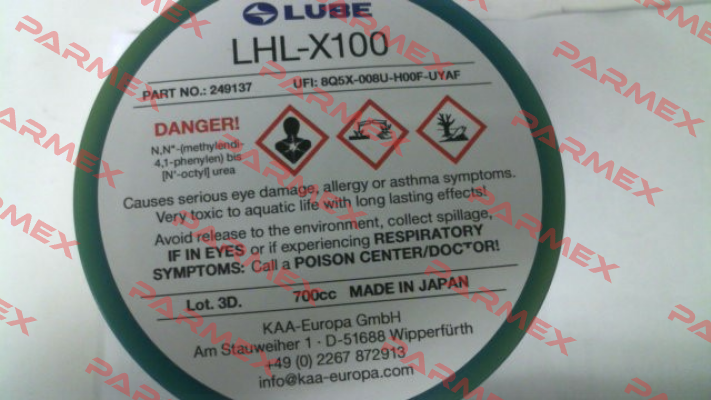 LUBE
LHL-X100
PART NO.: 249137 UFI: 8Q5X-008U-H00F-UYAF
DANGER!
N,N"-(methylendi-
4,1-phenylen) bis
[N'-octyl] urea
Causes serious eye damage, allergy or asthma symptoms.
Very toxic to aquatic life with long lasting effects!
Avoid release to the environment, collect spillage,
IF IN EYES or if experiencing RESPIRATORY
SYMPTOMS: Call a POISON CENTER/DOCTOR!
Lot. 3D. 700cc MADE IN JAPAN
KAA-Europa GmbH
Am Stauweiher 1 · D-51688 Wipperfürth
+49 (0) 2267 872913
info@kaa-europa.com
PARMEX